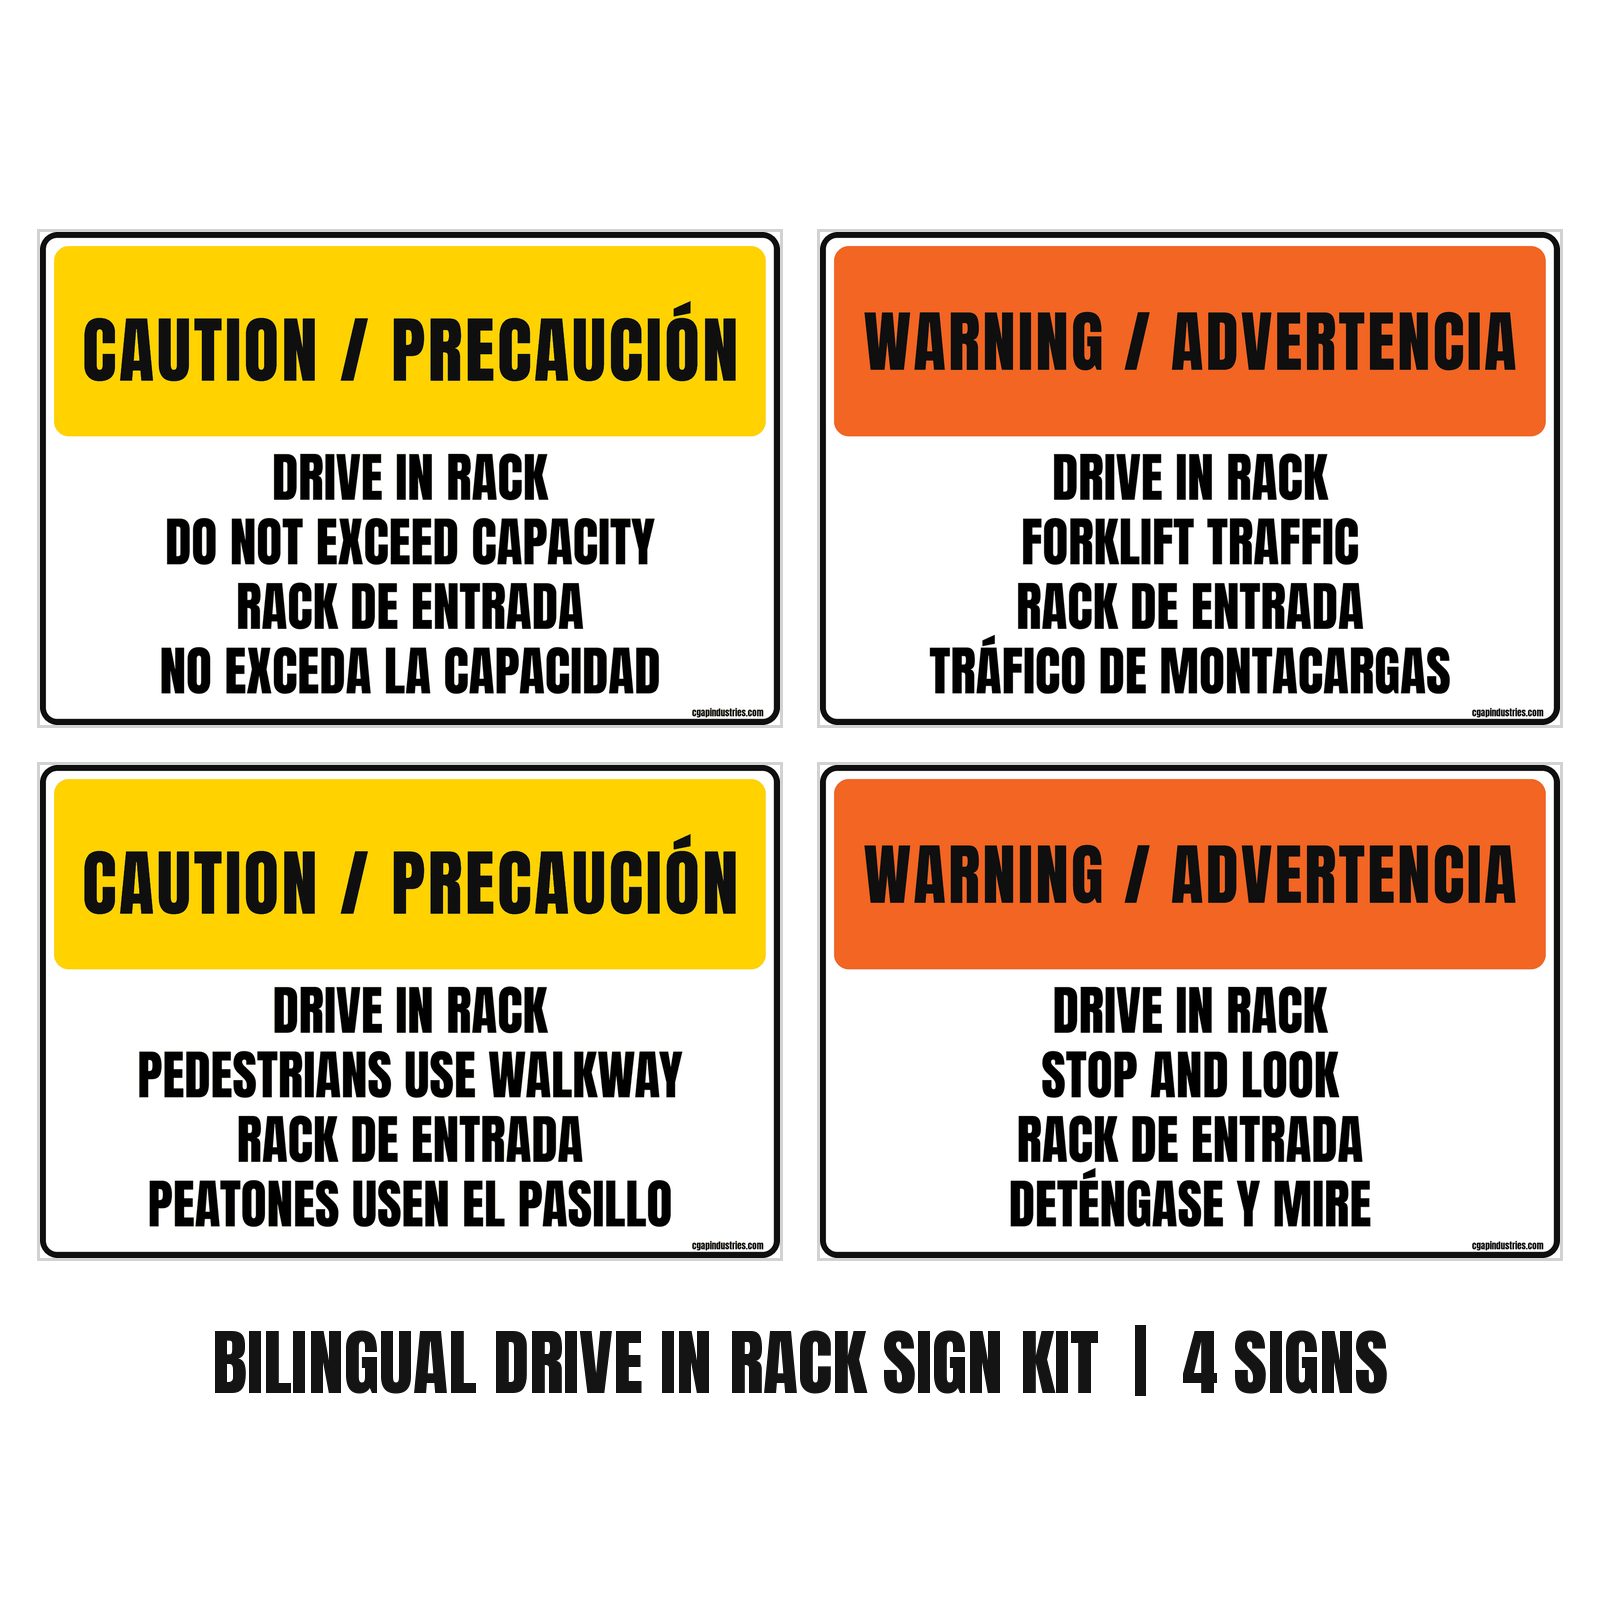 CAUTION / PRECAUCIÓN
DRIVE IN RACK
DO NOT EXCEED CAPACITY
RACK DE ENTRADA
NO EXCEDA LA CAPACIDAD
cgapindustries.com
WARNING / ADVERTENCIA
DRIVE IN RACK
FORKLIFT TRAFFIC
RACK DE ENTRADA
TRÁFICO DE MONTACARGAS
cgapindustries.com
CAUTION / PRECAUCIÓN
DRIVE IN RACK
PEDESTRIANS USE WALKWAY
RACK DE ENTRADA
PEATONES USEN EL PASILLO
cgapindustries.com
WARNING / ADVERTENCIA
DRIVE IN RACK
STOP AND LOOK
RACK DE ENTRADA
DETÉNGASE Y MIRE
cgapindustries.com
BILINGUAL DRIVE IN RACK SIGN KIT | 4 SIGNS